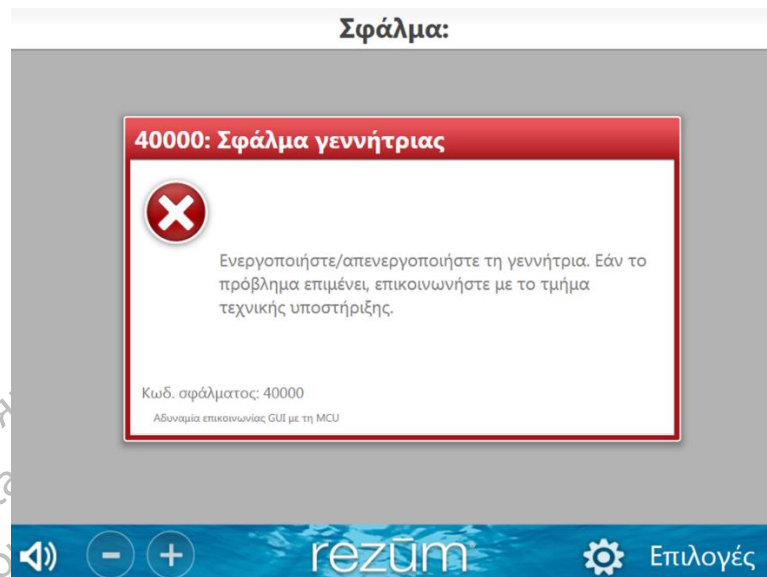 Σφάλμα:
40000: Σφάλμα γεννήτριας
Ενεργοποιήστε/απενεργοποιήστε τη γεννήτρια. Εάν το
πρόβλημα επιμένει, επικοινωνήστε με το τμήμα
τεχνικής υποστήριξης.
Κωδ. σφάλματος: 40000
Αδυναμία επικοινωνίας GUI με τη MCU
- + rezūm Επιλογές